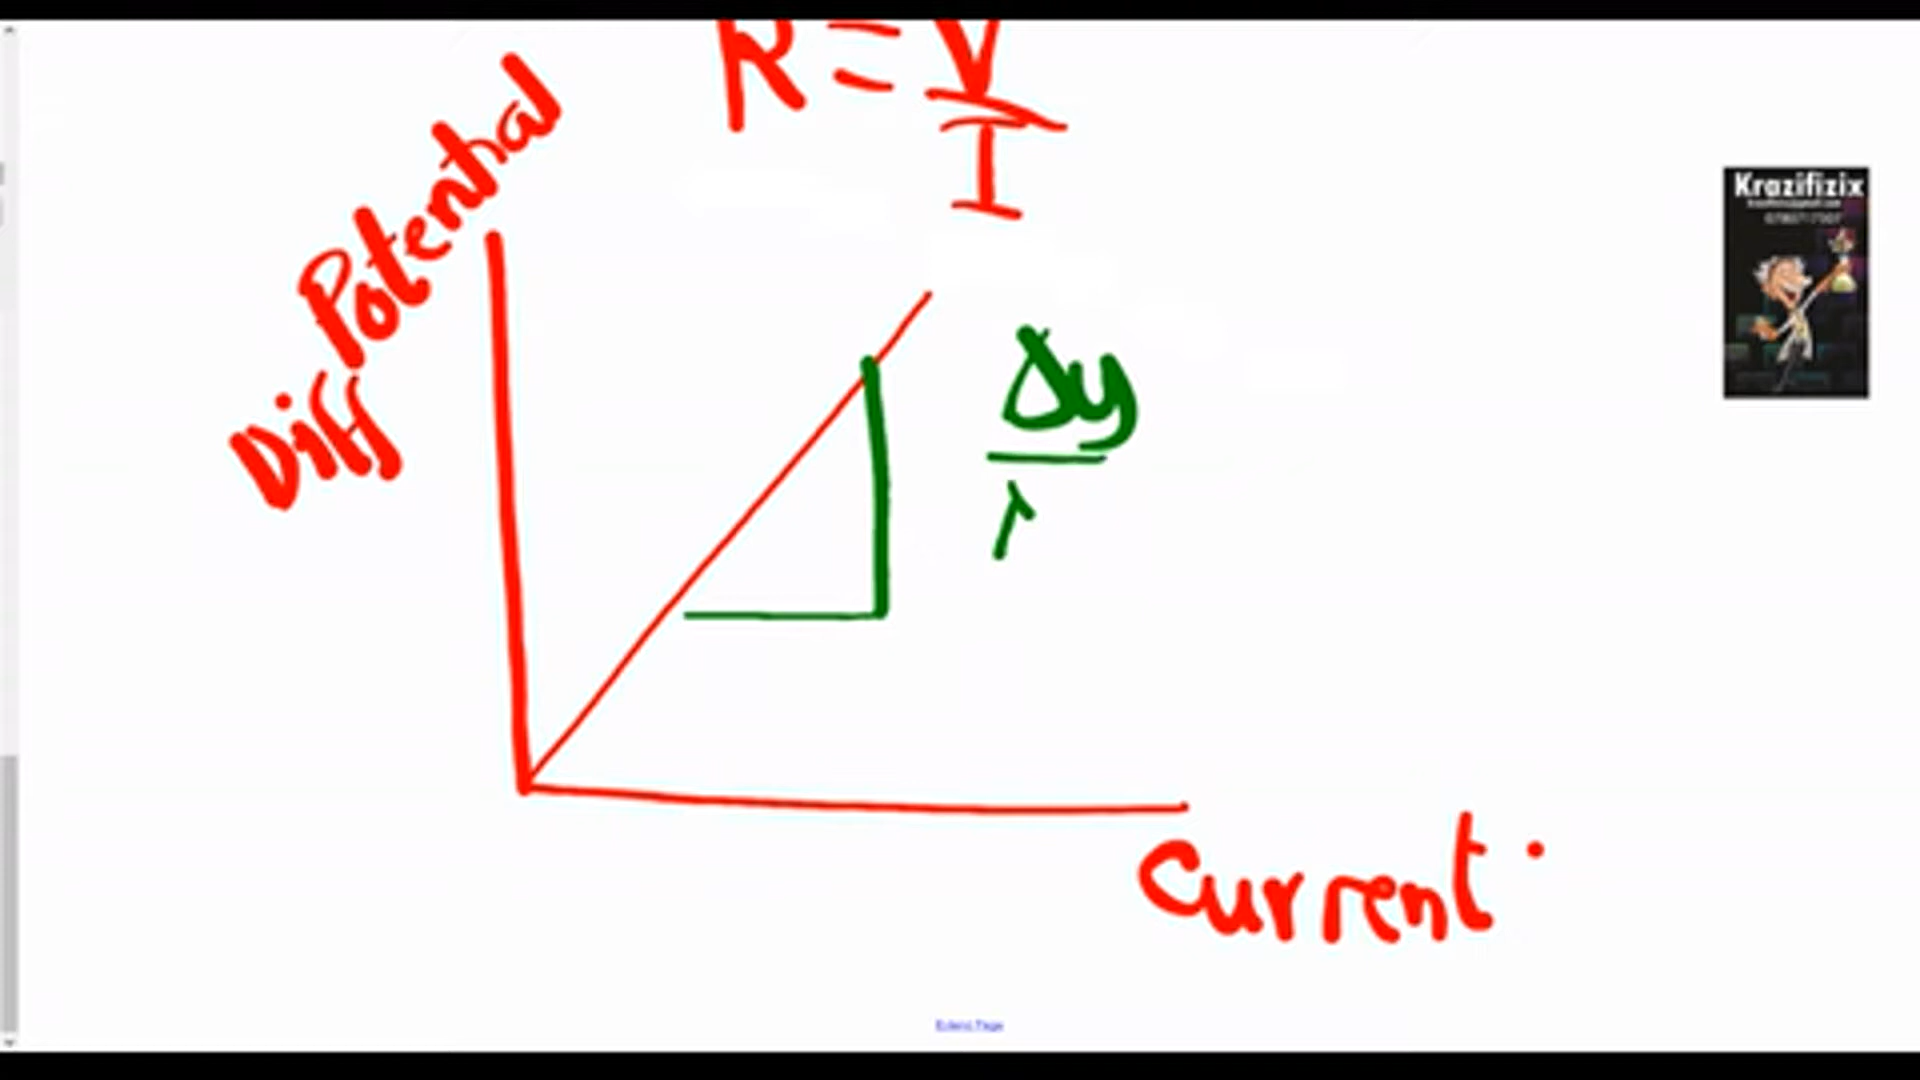 R = V
I
Potential
Diff
Δy
Current
Krazifizix